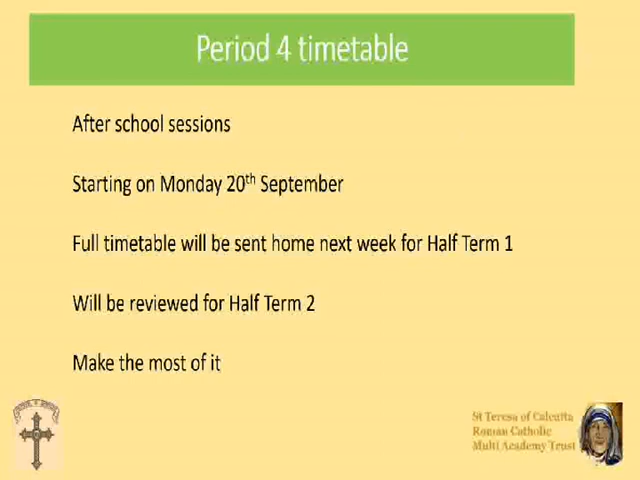 Period 4 timetable
After school sessions
Starting on Monday 20th September
Full timetable will be sent home next week for Half Term 1
Will be reviewed for Half Term 2
Make the most of it
St Teresa of Calcutta
Roman Catholic
Multi Academy Trust